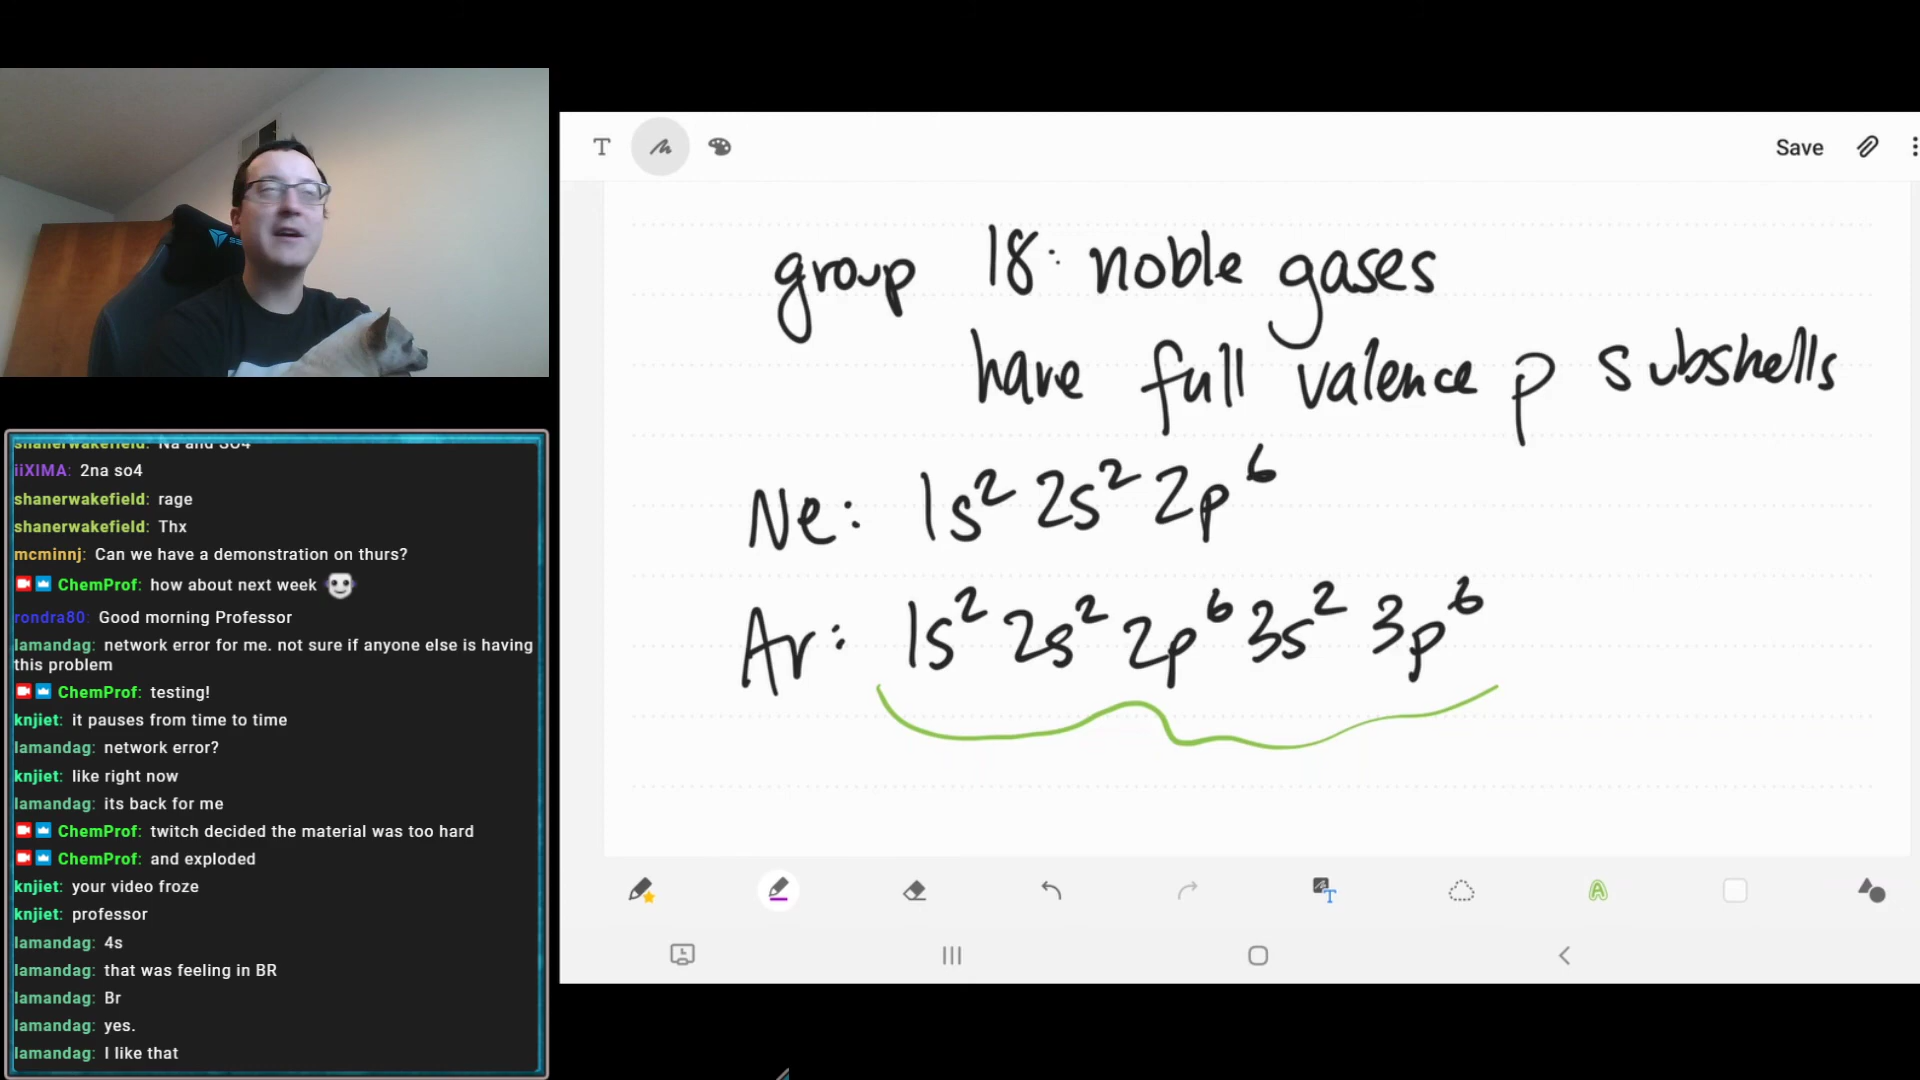 T Save
group 18: noble gases
have full valence p subshells
Ne: 1s² 2s² 2p⁶
Ar: 1s² 2s² 2p⁶ 3s² 3p⁶
shanerwakefield: Na and SO4
iiXIMA: 2na so4
shanerwakefield: rage
shanerwakefield: Thx
mcminnj: Can we have a demonstration on thurs?
ChemProf: how about next week
rondra80: Good morning Professor
lamandag: network error for me. not sure if anyone else is having
this problem
ChemProf: testing!
knjiet: it pauses from time to time
lamandag: network error?
knjiet: like right now
lamandag: its back for me
ChemProf: twitch decided the material was too hard
ChemProf: and exploded
knjiet: your video froze
knjiet: professor
lamandag: 4s
lamandag: that was feeling in BR
lamandag: Br
lamandag: yes.
lamandag: I like that